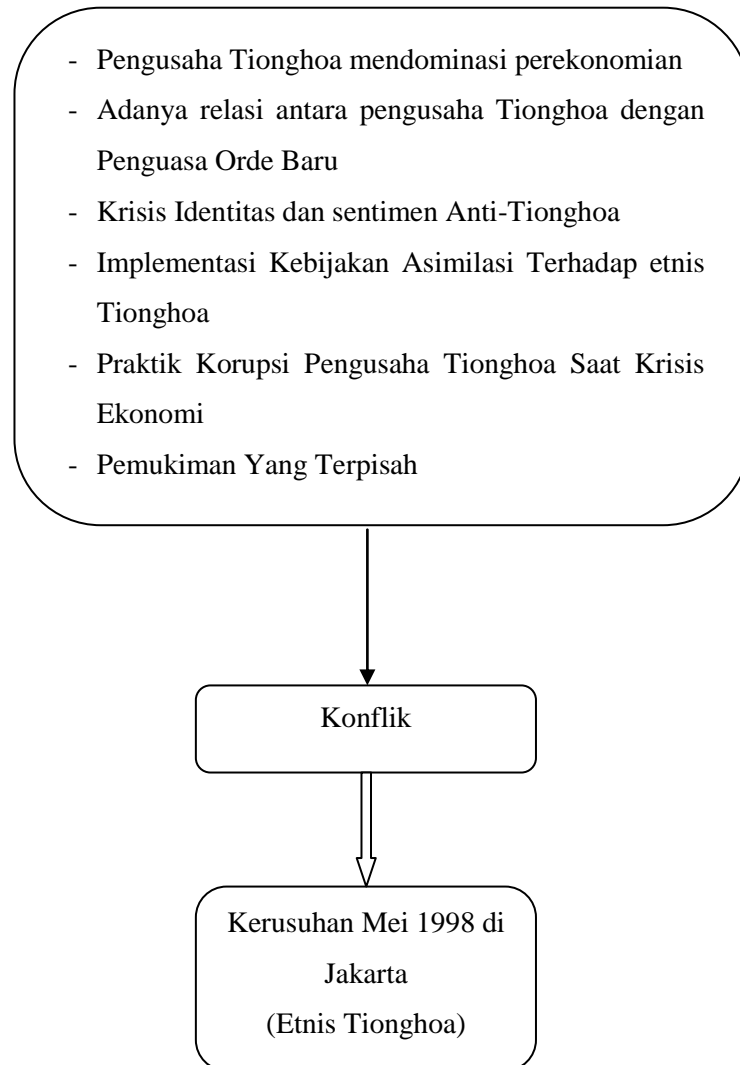 - Pengusaha Tionghoa mendominasi perekonomian
- Adanya relasi antara pengusaha Tionghoa dengan
Penguasa Orde Baru
- Krisis Identitas dan sentimen Anti-Tionghoa
- Implementasi Kebijakan Asimilasi Terhadap etnis
Tionghoa
- Praktik Korupsi Pengusaha Tionghoa Saat Krisis
Ekonomi
- Pemukiman Yang Terpisah
Konflik
Kerusuhan Mei 1998 di
Jakarta
(Etnis Tionghoa)